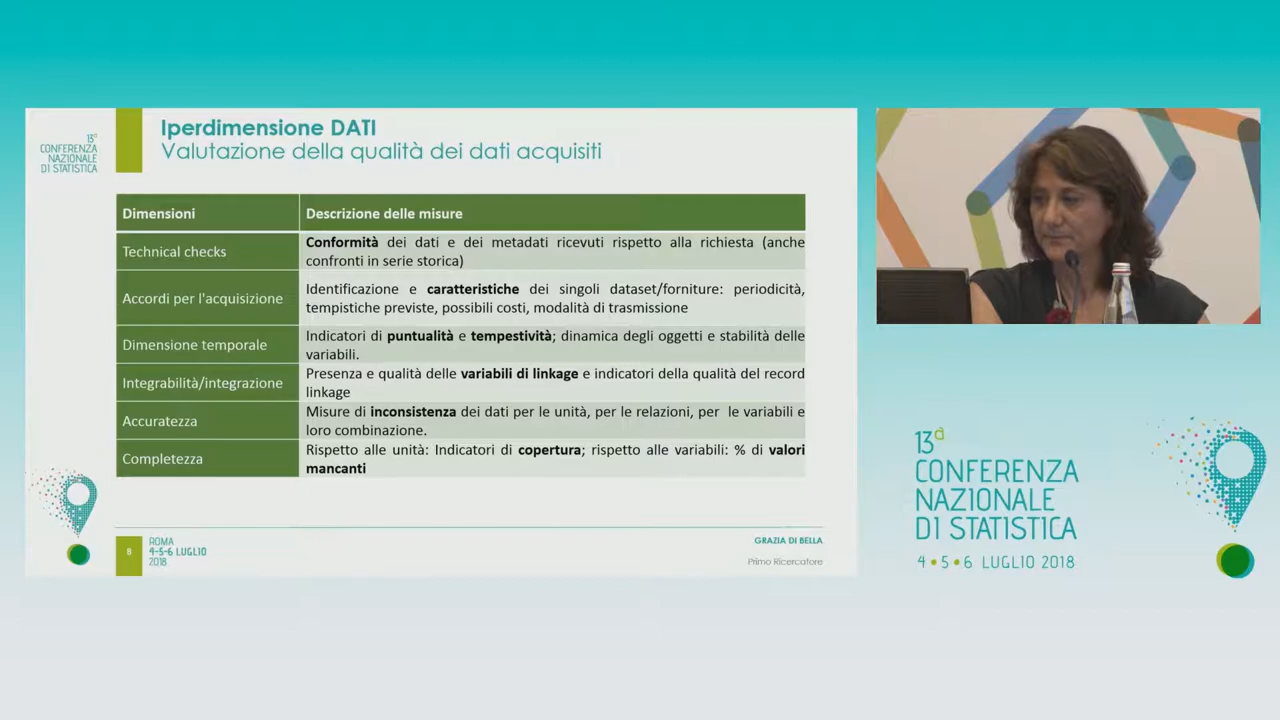 13ª
CONFERENZA
NAZIONALE
DI STATISTICA
Iperdimensione DATI
Valutazione della qualità dei dati acquisiti
Dimensioni
Descrizione delle misure
Technical checks
Conformità dei dati e dei metadati ricevuti rispetto alla richiesta (anche
confronti in serie storica)
Accordi per l'acquisizione
Identificazione e caratteristiche dei singoli dataset/forniture: periodicità,
tempistiche previste, possibili costi, modalità di trasmissione
Dimensione temporale
Indicatori di puntualità e tempestività; dinamica degli oggetti e stabilità delle
variabili.
Integrabilità/integrazione
Presenza e qualità delle variabili di linkage e indicatori della qualità del record
linkage
Accuratezza
Misure di inconsistenza dei dati per le unità, per le relazioni, per le variabili e
loro combinazione.
Completezza
Rispetto alle unità: Indicatori di copertura; rispetto alle variabili: % di valori
mancanti
8
ROMA
4-5-6 LUGLIO
2018
GRAZIA DI BELLA
Primo Ricercatore
13ª
CONFERENZA
NAZIONALE
DI STATISTICA
4 • 5 • 6 LUGLIO 2018